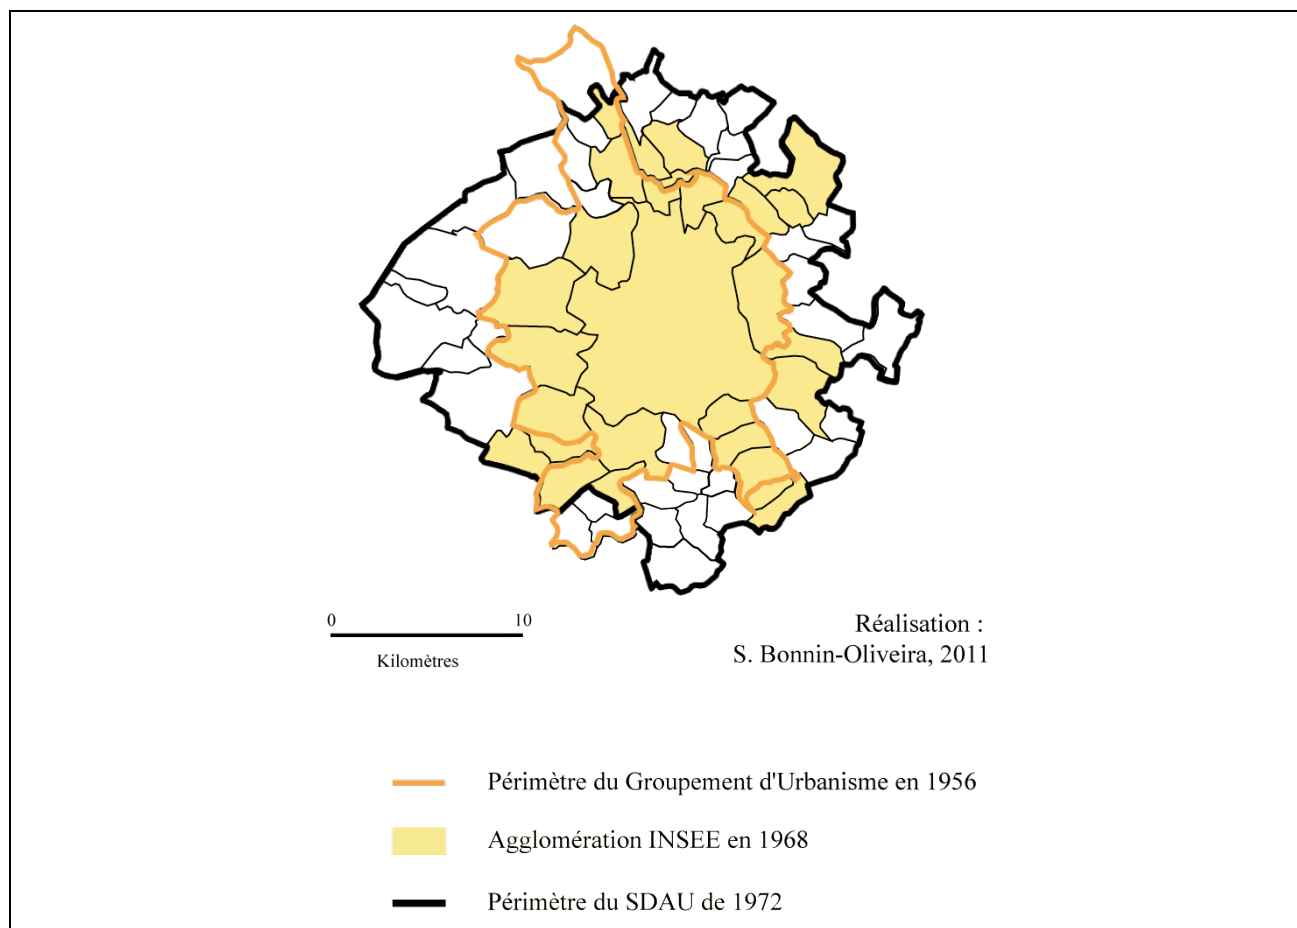 0 10
Kilomètres
Réalisation :
S. Bonnin-Oliveira, 2011
Périmètre du Groupement d'Urbanisme en 1956
Agglomération INSEE en 1968
Périmètre du SDAU de 1972